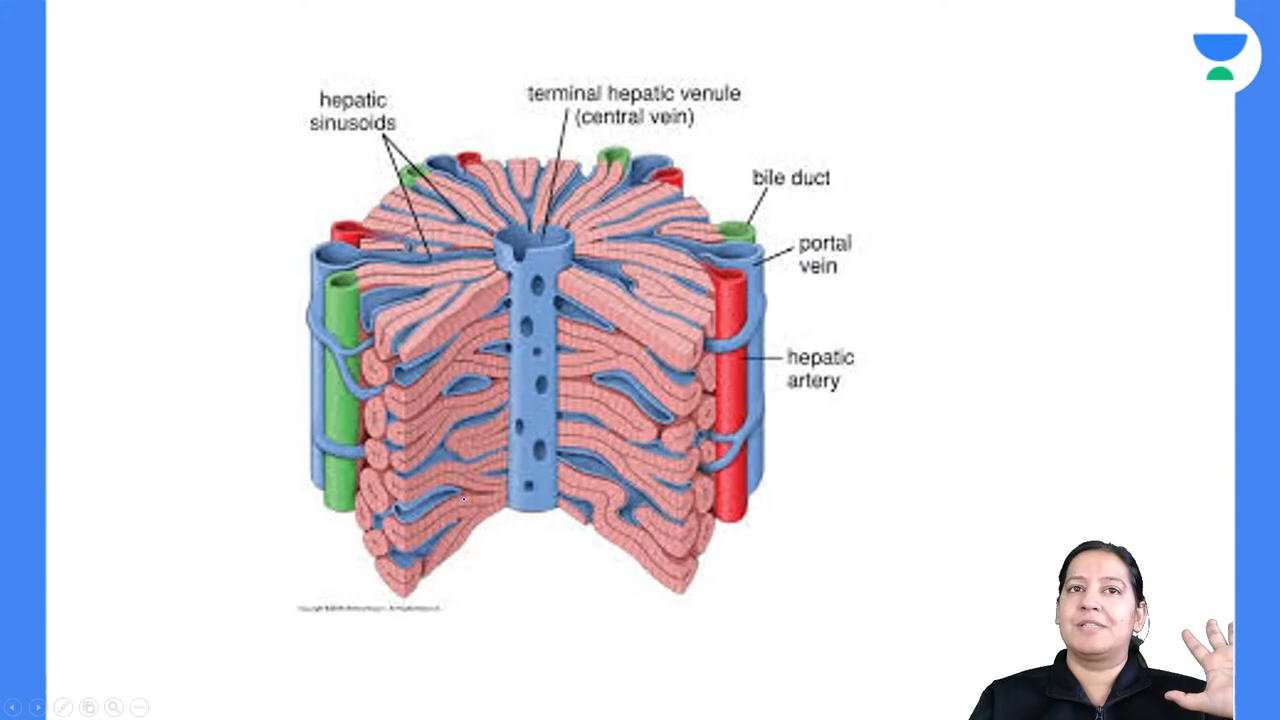 hepatic
sinusoids
terminal hepatic venule
(central vein)
bile duct
portal
vein
hepatic
artery